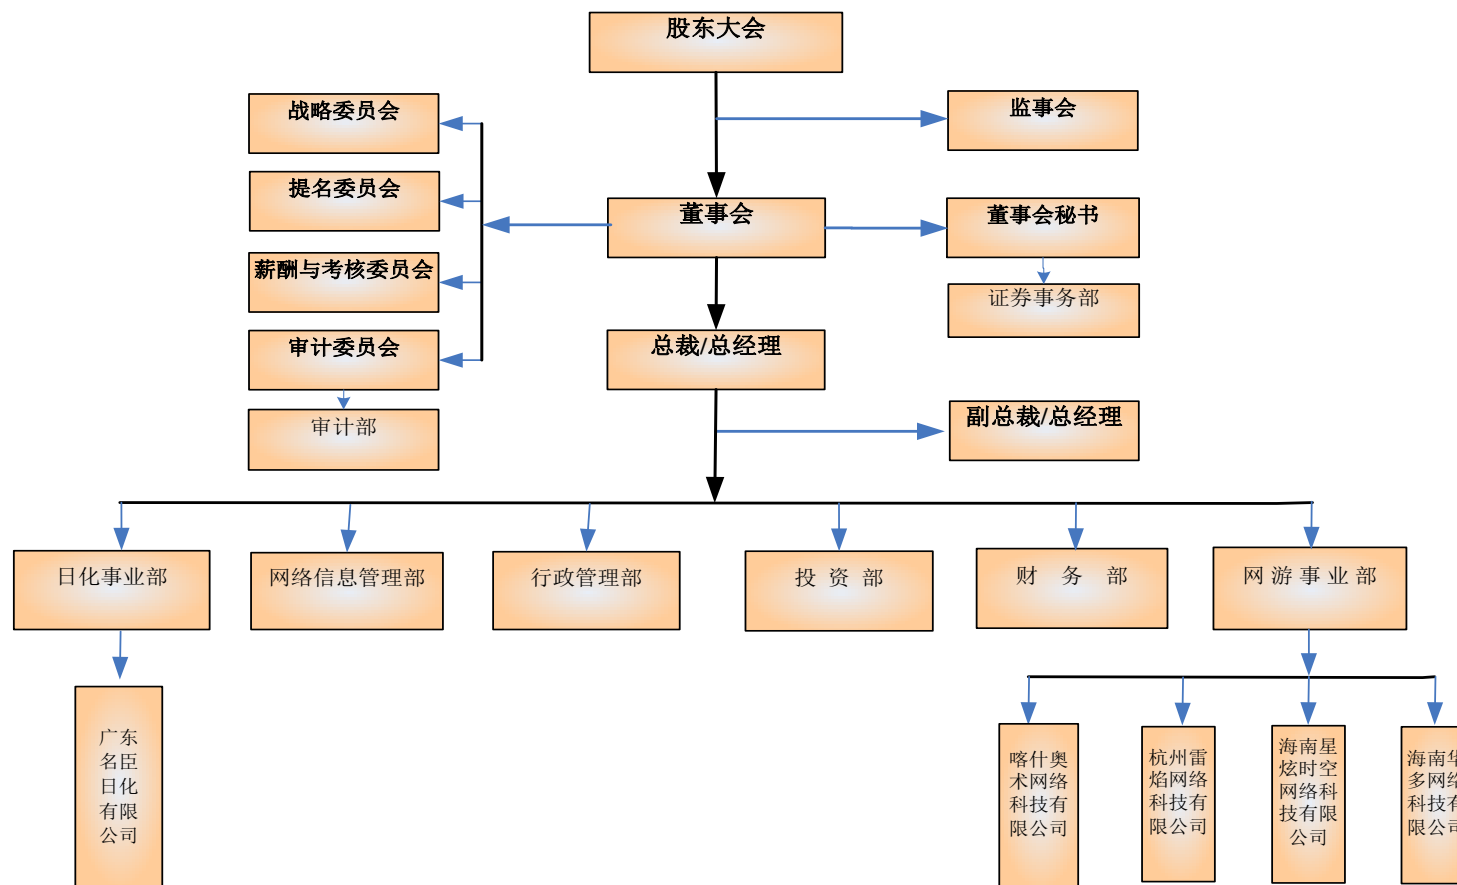 股东大会
战略委员会
监事会
提名委员会
董事会
董事会秘书
薪酬与考核委员会
证券事务部
审计委员会
总裁/总经理
审计部
副总裁/总经理
日化事业部
网络信息管理部
行政管理部
投 资 部
财 务 部
网 游 事 业 部
广东
名臣
日化
有限
公司
喀什奥
术网络
科技有
限公司
杭州雷
焰网络
科技有
限公司
海南星
炫时空
网络科
技有限
公司
海南华
多网络
科技有
限公司